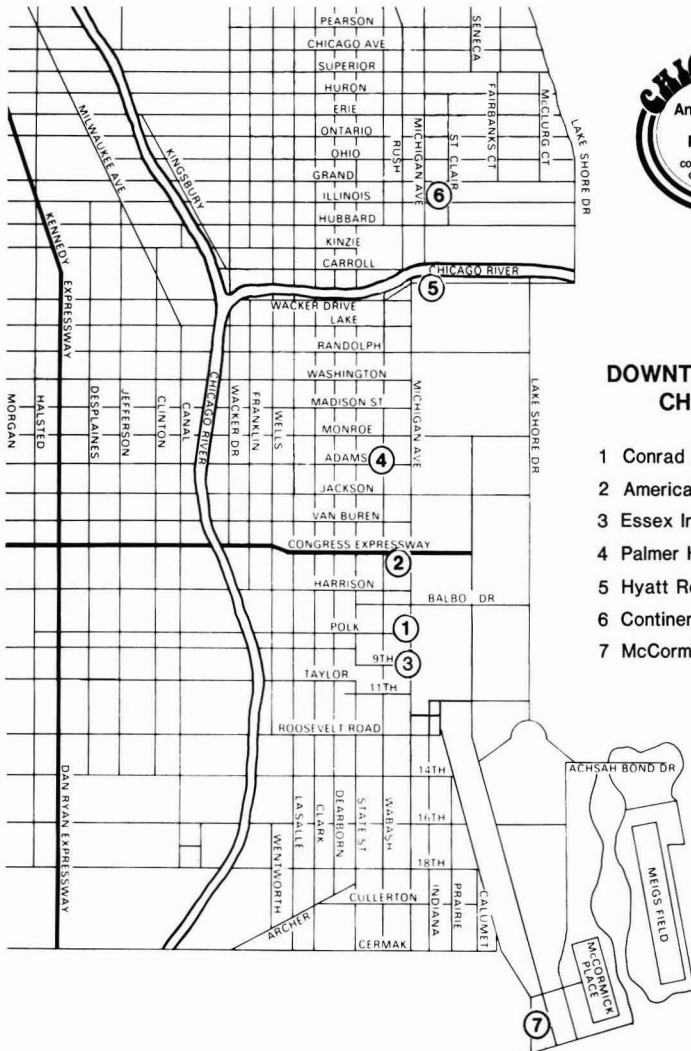 PEARSON
CHICAGO AVE
SUPERIOR
HURON
ERIE
ONTARIO
OHIO
GRAND
ILLINOIS
HUBBARD
KINZIE
CARROLL
SENECA
FAIRBANKS CT
McCLURG CT
LAKE SHORE DR
RUSH
MICHIGAN AVE
ST CLAIR
6
MILWAUKEE AVE
KINGSBURY
KENNEDY
EXPRESSWAY
CHICAGO RIVER
5
WACKER DRIVE
LAKE
RANDOLPH
WASHINGTON
MADISON ST
MONROE
ADAMS
4
JACKSON
VAN BUREN
MORGAN
HALSTED
DESPLAINES
JEFFERSON
CLINTON
CANAL
CHICAGO RIVER
WACKER DR
FRANKLIN
WELLS
MICHIGAN AVE
LAKE SHORE DR
CONGRESS EXPRESSWAY
2
HARRISON
BALBO DR
POLK
1
9TH
3
TAYLOR
11TH
ROOSEVELT ROAD
14TH
16TH
18TH
CULLERTON
CERMAK
DAN RYAN EXPRESSWAY
WENTWORTH
LASALLE
CLARK
DEARBORN
STATE ST
WABASH
ARCHER
INDIANA
PRAIRIE
CALUMET
ACHSAH BOND DR
MEIGS FIELD
McCORMICK
PLACE
7
DOWNT
CH
1 Conrad
2 America
3 Essex In
4 Palmer H
5 Hyatt Re
6 Continen
7 McCorm